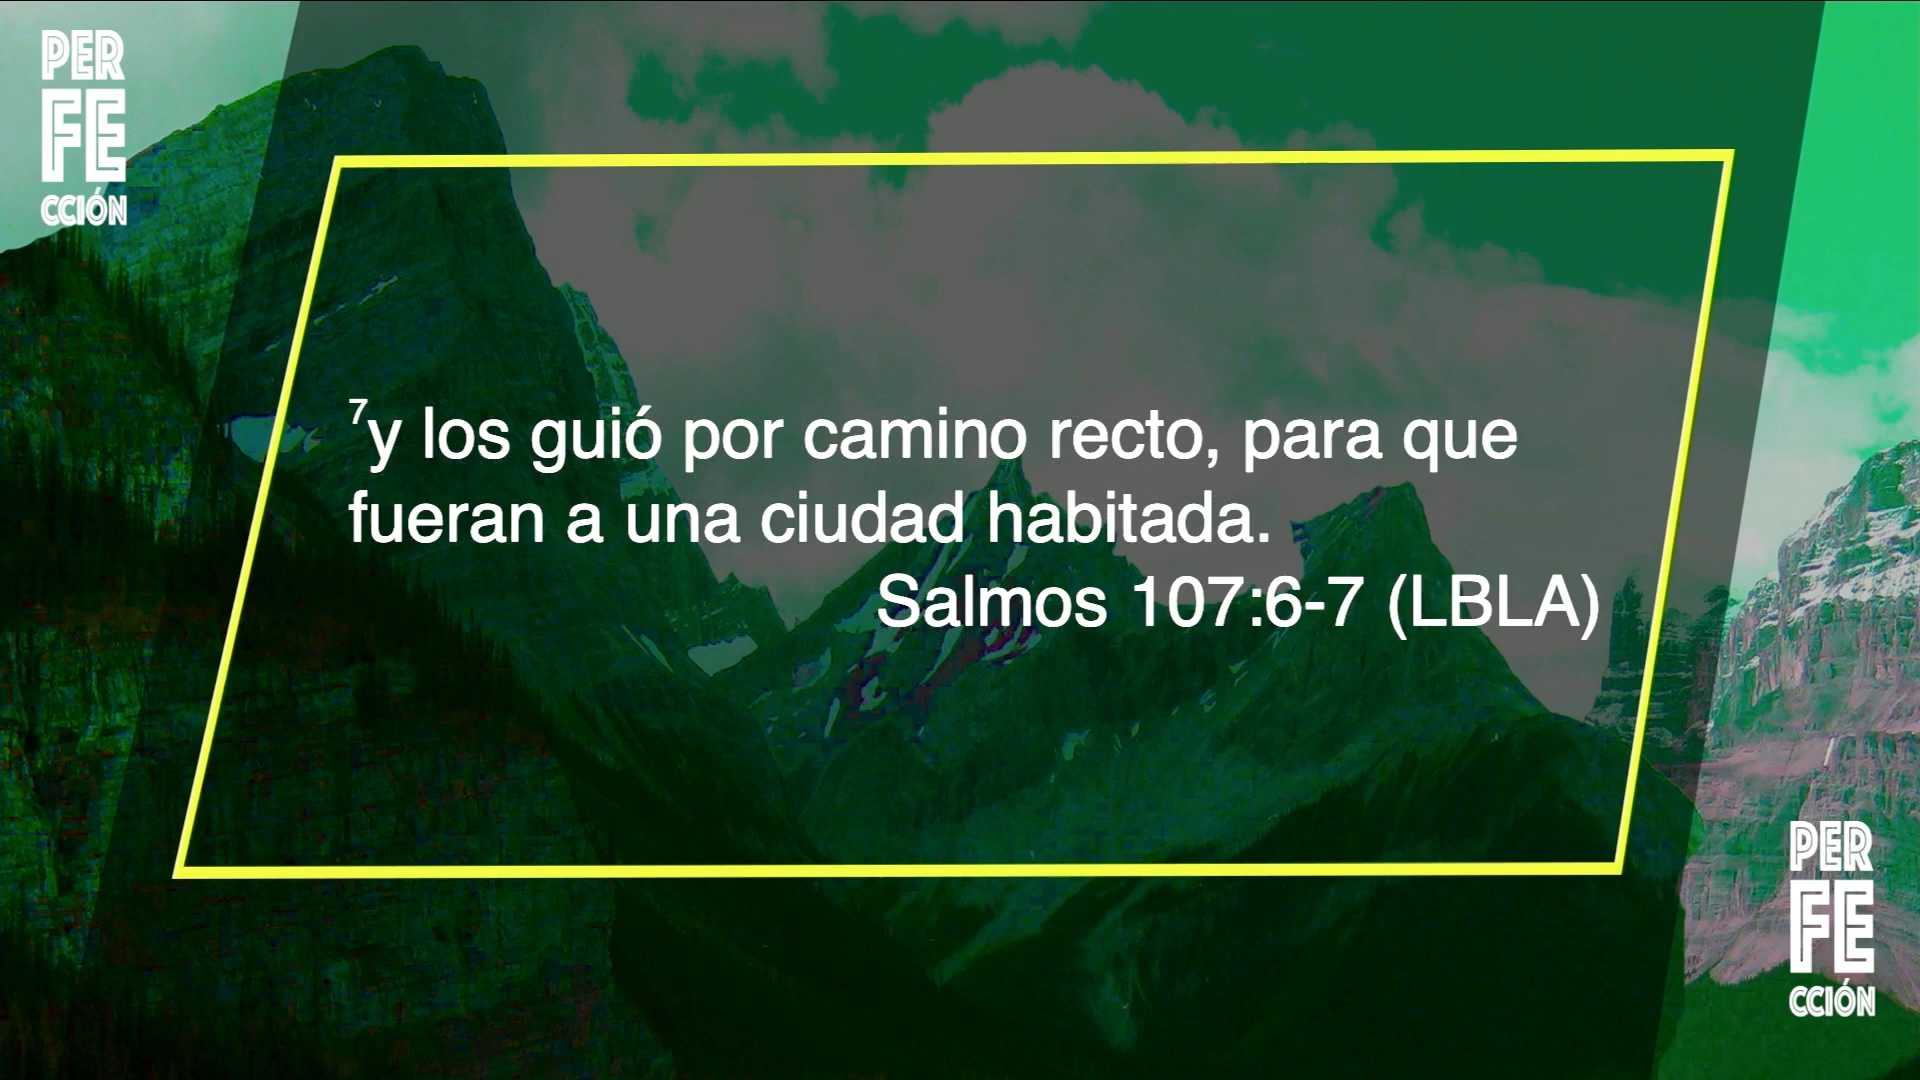 PER
FE
CCIÓN
⁷y los guió por camino recto, para que
fueran a una ciudad habitada.
Salmos 107:6-7 (LBLA)
PER
FE
CCIÓN